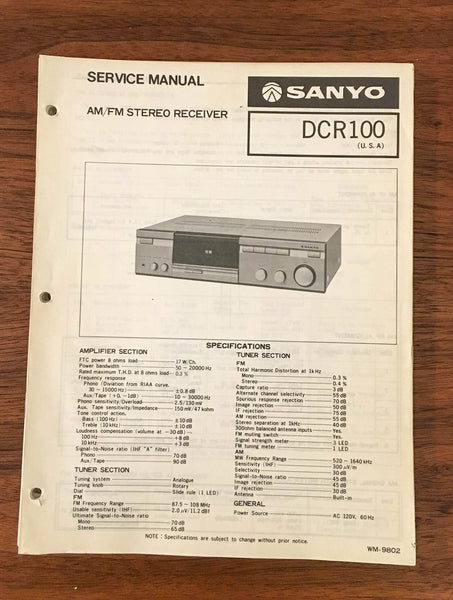 SERVICE MANUAL
AM/FM STEREO RECEIVER
SANYO
DCR100
(U.S.A)
SANYO
SPECIFICATIONS
AMPLIFIER SECTION
FTC power 8 ohms load 17 W/Ch.
Power bandwidth 50 - 20000 Hz
Rated maximum T.H.D. at 8 ohms load 0.3 %
Frequency response
Phono (Diviation from RIAA curve.
30 - 15000 Hz) ±0.8 dB
Aux/Tape (+0, -1dB) 10 - 30000Hz
Phono sensitivity/Overload 2.5/130 mV
Aux. Tape sensitivity/Impedance 150 mV/47 kohm
Tone control action.
Bass (100 Hz) ±10 dB
Treble (10 kHz) ±10 dB
Loudness compensation (volume at -30 dB)
100 Hz +8 dB
10 kHz +3 dB
Signal-to-Noise ratio (IHF "A" filter)
Phono 70 dB
Aux/Tape 90 dB
TUNER SECTION
Tuning system Analogue
Tuning knob Rotary
Dial Slide rule (1 LED)
FM
FM Frequency Range 87.5 - 108 MHz
Usable sensitivity (IHF) 2.0 μV/11.2 dBf
Ultimate Signal-to-Noise ratio
Mono 70 dB
Stereo 65 dB
TUNER SECTION
FM
Total Harmonic Distortion at 1kHz
Mono 0.3 %
Stereo 0.4 %
Capture ratio 3 dB
Alternate channel selectivity 55 dB
Spurious response rejection 70 dB
Image rejection 50 dB
IF rejection 75 dB
AM rejection 55 dB
Stereo separation at 1kHz 40 dB
300ohm balanced antenna inputs Yes.
FM muting switch Yes.
Signal strength meter 3 LED
FM tuning meter 1 LED
AM
MW Frequency Range 520 - 1640 kHz
Sensitivity (IHF) 300 μV/m
Selectivity 30 dB
Signal-to-Noise ratio 45 dB
Image rejection 45 dB
IF rejection 30 dB
Antenna Built-in
GENERAL
Power Source AC 120V, 60 Hz
NOTE : Specifications are subject to change without prior notice.
WM-9802